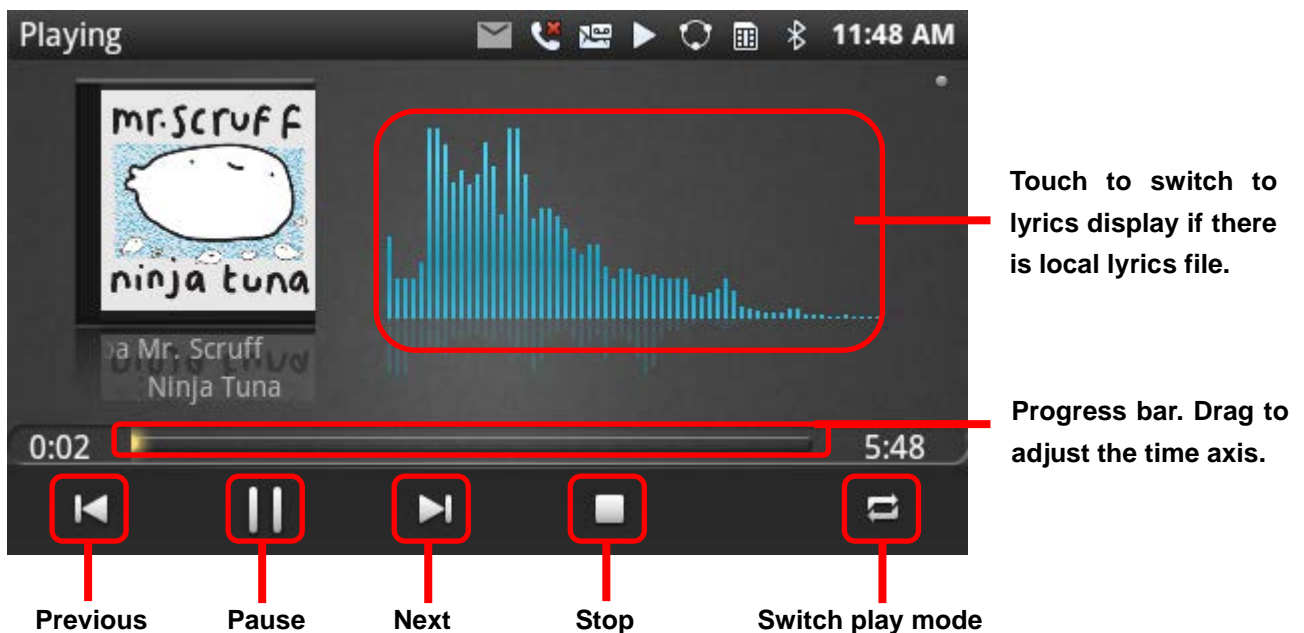 Playing
11:48 AM
mr.scruff
ninja tuna
a Mr. Scruff
Ninja Tuna
Touch to switch to
lyrics display if there
is local lyrics file.
0:02
5:48
Progress bar. Drag to
adjust the time axis.
Previous
Pause
Next
Stop
Switch play mode